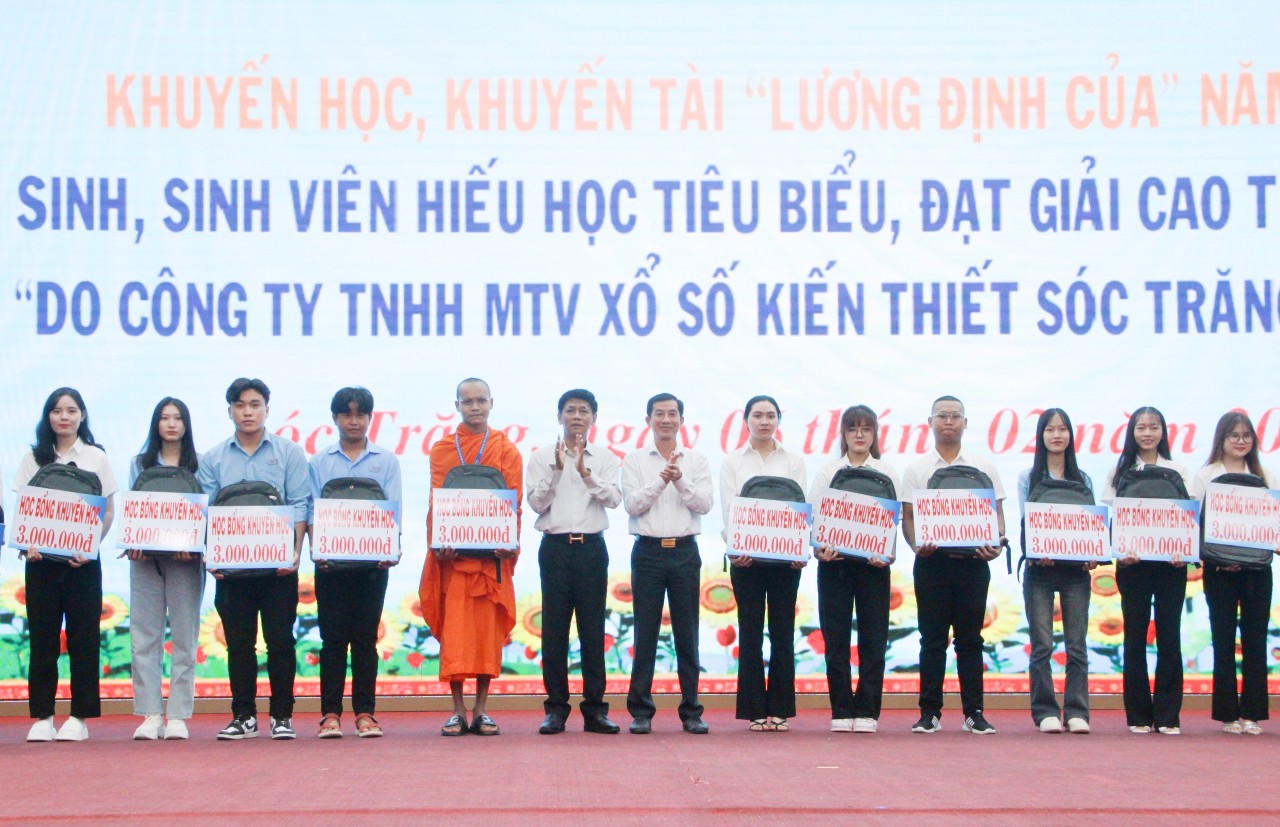 KHUYẾN HỌC, KHUYẾN TÀI “LƯƠNG ĐỊNH CỦA” NĂM
SINH, SINH VIÊN HIẾU HỌC TIÊU BIỂU, ĐẠT GIẢI CAO T
“DO CÔNG TY TNHH MTV XỔ SỐ KIẾN THIẾT SÓC TRĂNG
Sóc Trăng, ngày 05 tháng 02 năm
HỌC BỔNG KHUYẾN HỌC
3.000.000đ
HỌC BỔNG KHUYẾN HỌC
3.000.000đ
HỌC BỔNG KHUYẾN HỌC
3.000.000đ
HỌC BỔNG KHUYẾN HỌC
3.000.000đ
HỌC BỔNG KHUYẾN HỌC
3.000.000đ
HỌC BỔNG KHUYẾN HỌC
3.000.000đ
HỌC BỔNG KHUYẾN HỌC
3.000.000đ
HỌC BỔNG KHUYẾN HỌC
3.000.000đ
HỌC BỔNG KHUYẾN HỌC
3.000.000đ
HỌC BỔNG KHUYẾN HỌC
3.000.000đ
HỌC BỔNG KHUYẾN
3.000.000